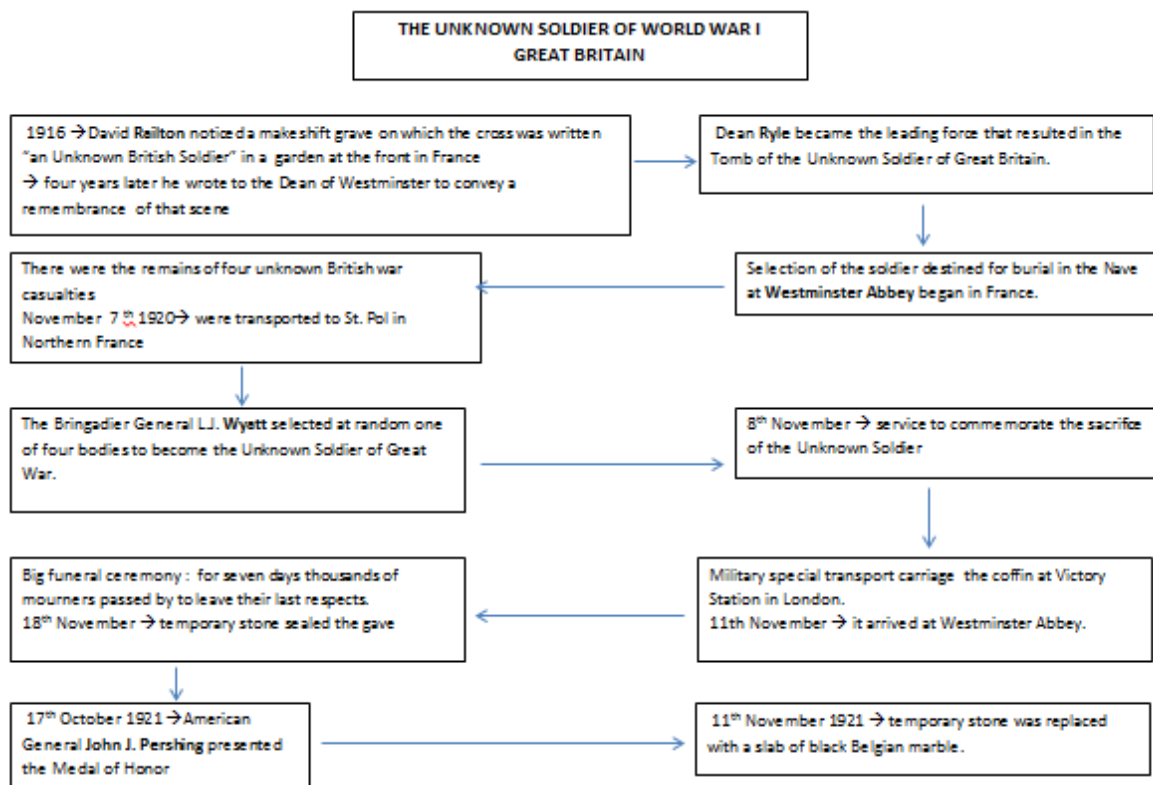 THE UNKNOWN SOLDIER OF WORLD WAR I
GREAT BRITAIN
1916 → David Railton noticed a makeshift grave on which the cross was written
"an Unknown British Soldier" in a garden at the front in France
→ four years later he wrote to the Dean of Westminster to convey a
remembrance of that scene
Dean Ryle became the leading force that resulted in the
Tomb of the Unknown Soldier of Great Britain.
Selection of the soldier destined for burial in the Nave
at Westminster Abbey began in France.
There were the remains of four unknown British war
casualties
November 7 th 1920→ were transported to St. Pol in
Northern France
The Bringadier General L.J. Wyatt selected at random one
of four bodies to become the Unknown Soldier of Great
War.
8th November → service to commemorate the sacrifice
of the Unknown Soldier
Military special transport carriage the coffin at Victory
Station in London.
11th November → it arrived at Westminster Abbey.
Big funeral ceremony : for seven days thousands of
mourners passed by to leave their last respects.
18th November → temporary stone sealed the gave
17th October 1921 → American
General John J. Pershing presented
the Medal of Honor
11th November 1921 → temporary stone was replaced
with a slab of black Belgian marble.